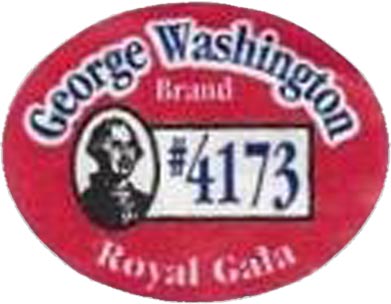 George Washington
Brand
#4173
Royal Gala